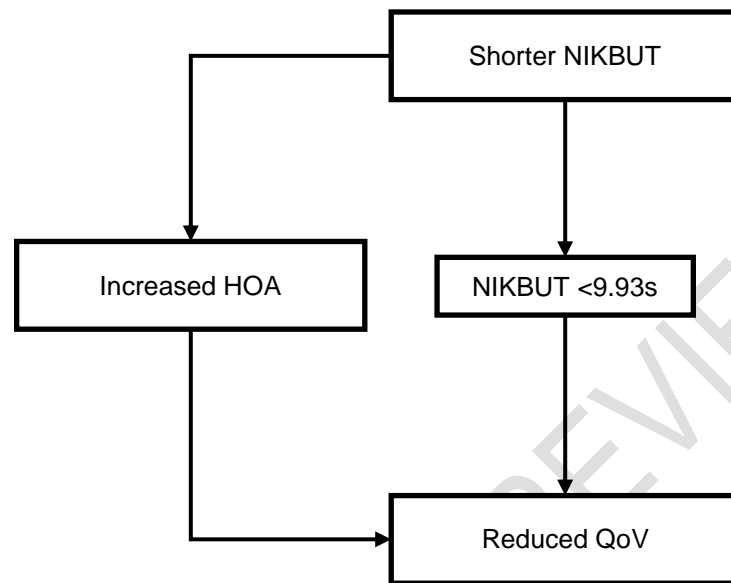 Shorter NIKBUT
Increased HOA
NIKBUT <9.93s
Reduced QoV